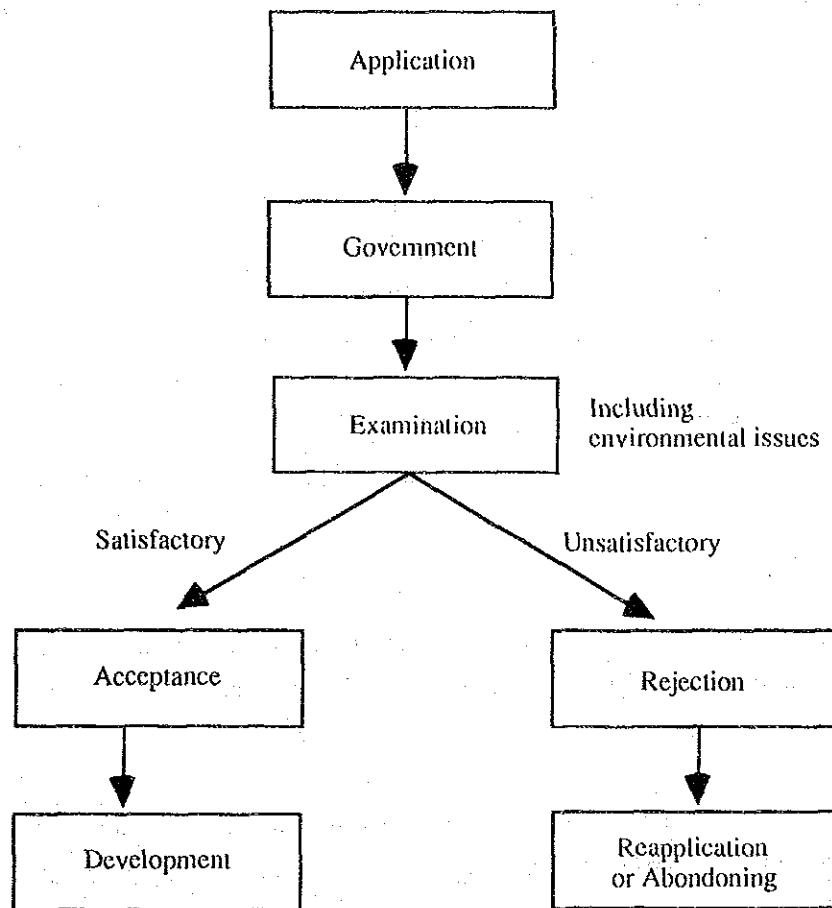 Application
Government
Examination
Including
environmental issues
Satisfactory
Unsatisfactory
Acceptance
Rejection
Development
Reapplication
or Abondoning